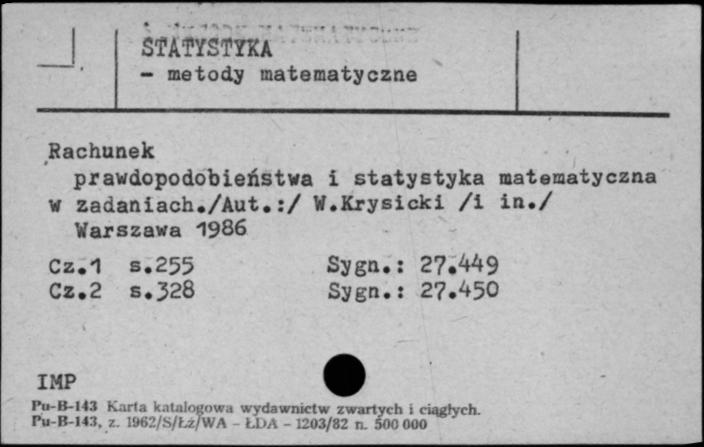 STATYSTYKA
- metody matematyczne
Rachunek
prawdopodobieństwa i statystyka matematyczna
w zadaniach./Aut.:/ W.Krysicki /i in./
Warszawa 1986
Cz.1 s.255 Sygn.: 27.449
Cz.2 s.328 Sygn.: 27.450
IMP
Pu-B-143 Karta katalogowa wydawnictw zwartych i ciągłych.
Pu-B-143, z. 1962/S/Łż/WA - ŁDA - 1203/82 n. 500 000